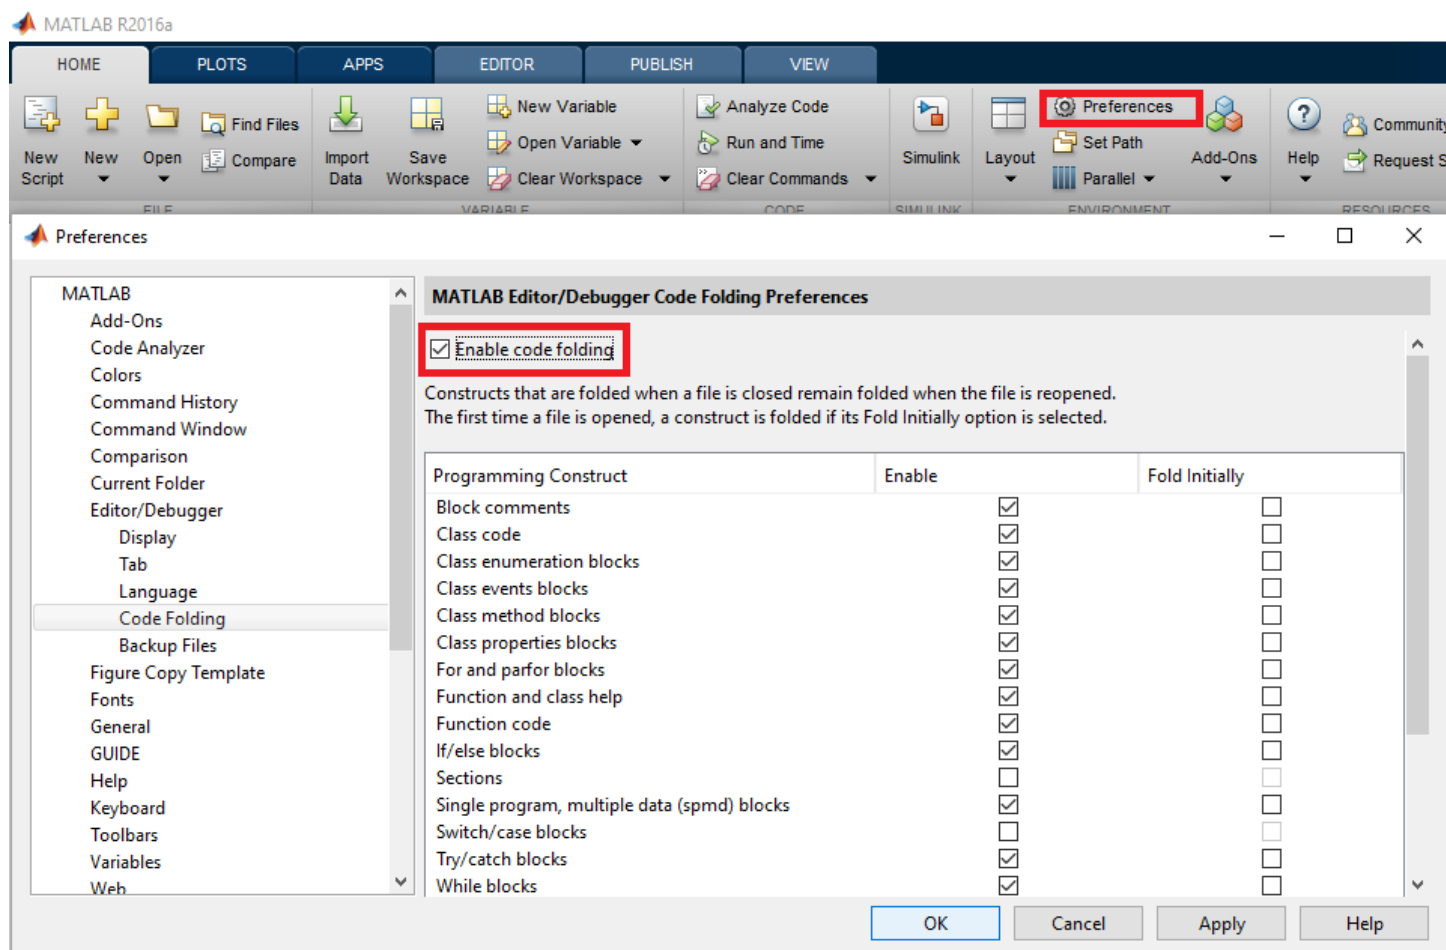 MATLAB R2016a
HOME PLOTS APPS EDITOR PUBLISH VIEW
New Script
New
Open
Find Files
Compare
Import Data
Save Workspace
New Variable
Open Variable
Clear Workspace
Analyze Code
Run and Time
Clear Commands
Simulink
Layout
Preferences
Set Path
Parallel
Add-Ons
Help
Community
Request S
FILE VARIABLE CODE SIMULINK ENVIRONMENT RESOURCES
Preferences
MATLAB
Add-Ons
Code Analyzer
Colors
Command History
Command Window
Comparison
Current Folder
Editor/Debugger
Display
Tab
Language
Code Folding
Backup Files
Figure Copy Template
Fonts
General
GUIDE
Help
Keyboard
Toolbars
Variables
Web
MATLAB Editor/Debugger Code Folding Preferences
Enable code folding
Constructs that are folded when a file is closed remain folded when the file is reopened.
The first time a file is opened, a construct is folded if its Fold Initially option is selected.
Programming Construct Enable Fold Initially
Block comments
Class code
Class enumeration blocks
Class events blocks
Class method blocks
Class properties blocks
For and parfor blocks
Function and class help
Function code
If/else blocks
Sections
Single program, multiple data (spmd) blocks
Switch/case blocks
Try/catch blocks
While blocks
OK Cancel Apply Help